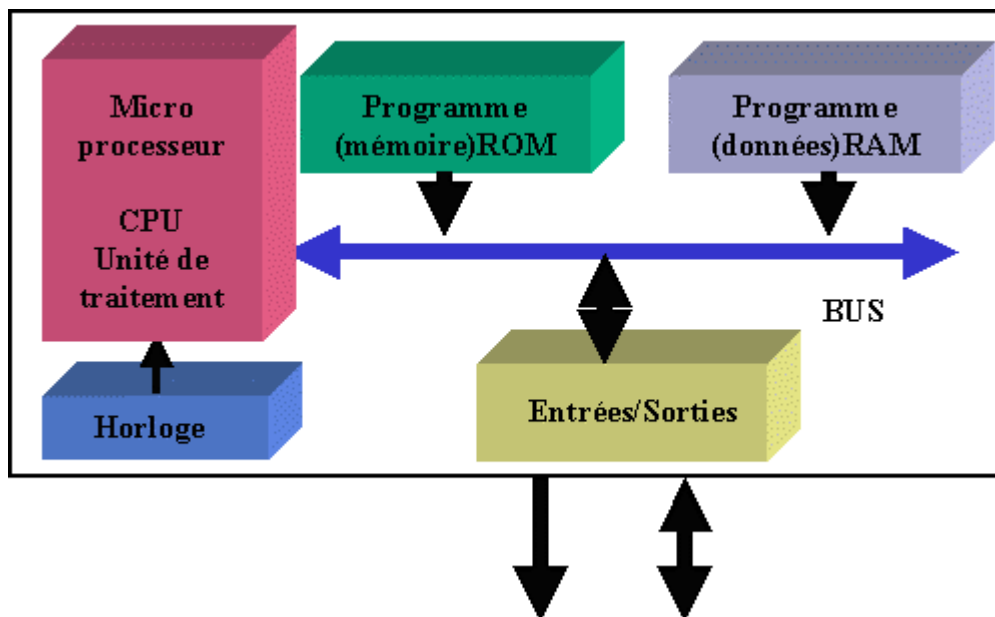 Micro
processeur
CPU
Unité de
traitement
Programme
(mémoire)ROM
Programme
(données)RAM
BUS
Horloge
Entrées/Sorties